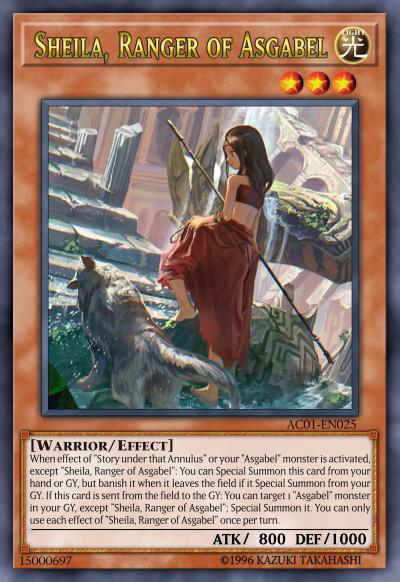 Sheila, Ranger of Asgabel
LIGHT
光
AC01-EN025
[Warrior/Effect]
When effect of "Story under that Annulus" or your "Asgabel" monster is activated,
except "Sheila, Ranger of Asgabel": You can Special Summon this card from your
hand or GY, but banish it when it leaves the field if it Special Summon from your
GY. If this card is sent from the field to the GY: You can target 1 "Asgabel" monster
in your GY, except "Sheila, Ranger of Asgabel"; Special Summon it. You can only
use each effect of "Sheila, Ranger of Asgabel" once per turn.
ATK/ 800 DEF/1000
15000697
©1996 KAZUKI TAKAHASHI